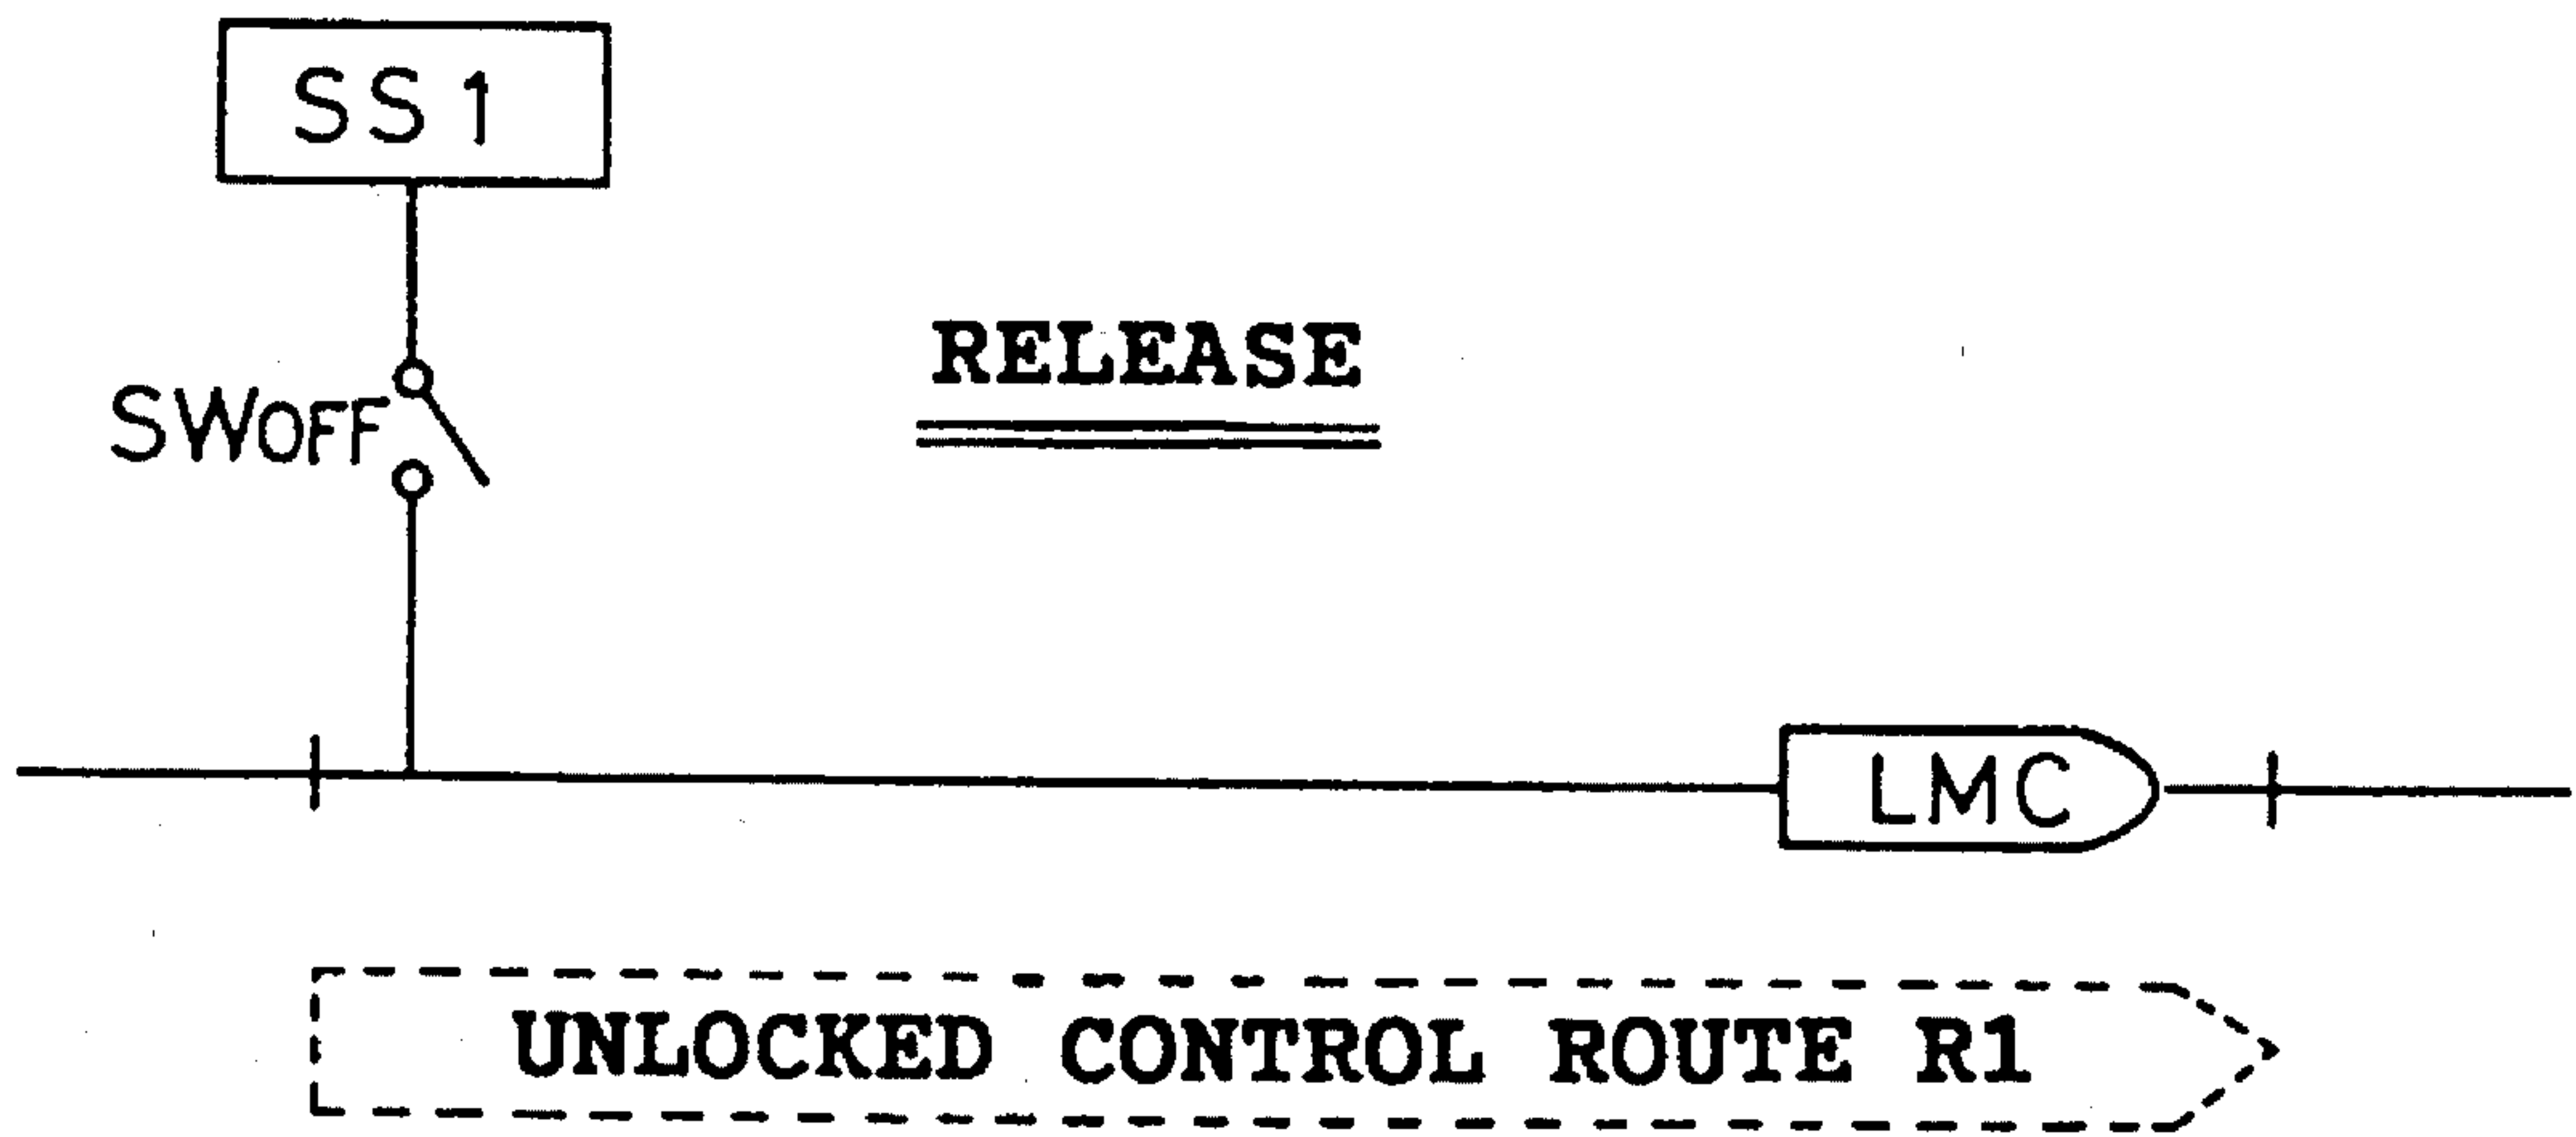 SS1
RELEASE
SWOFF
LMC
UNLOCKED CONTROL ROUTE R1